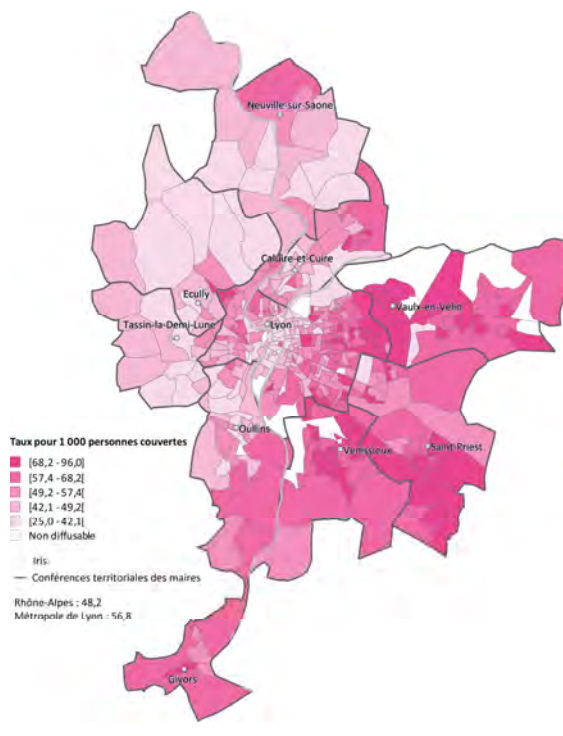 Neuville-sur-Saone
Caluire-et-Cuire
Ecully
Vaulx-en-Velin
Tassin-la-Demi-Lune
Lyon
Oullins
Venissieux
Saint-Priest
Taux pour 1 000 personnes couvertes
[68,2 - 96,0]
[57,4 - 68,2[
[49,2 - 57,4[
[42,1 - 49,2[
[25,0 - 42,1[
Non diffusable
Iris
Conférences territoriales des maires
Rhône-Alpes : 48,2
Métropole de Lyon : 56,8
Givors